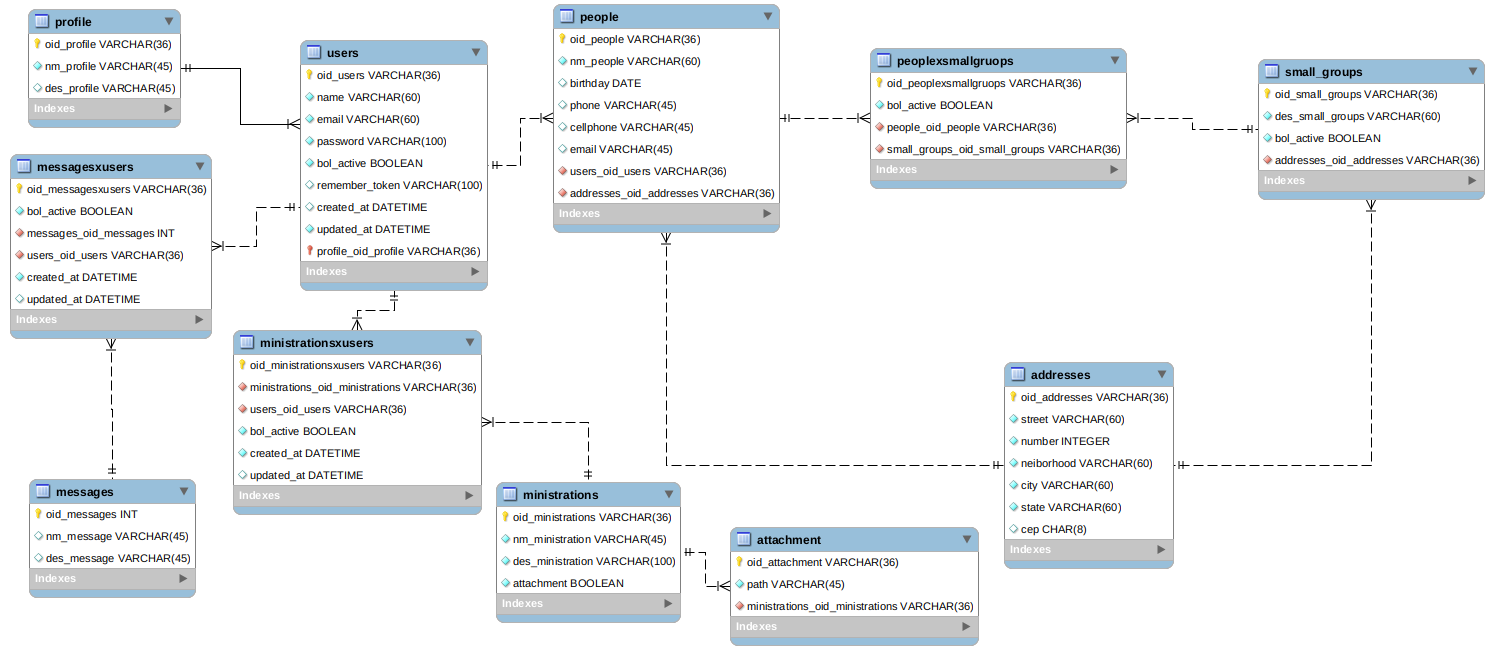 profile
oid_profile VARCHAR(36)
nm_profile VARCHAR(45)
des_profile VARCHAR(45)
Indexes
users
oid_users VARCHAR(36)
name VARCHAR(60)
email VARCHAR(60)
password VARCHAR(100)
bol_active BOOLEAN
remember_token VARCHAR(100)
created_at DATETIME
updated_at DATETIME
profile_oid_profile VARCHAR(36)
Indexes
people
oid_people VARCHAR(36)
nm_people VARCHAR(60)
birthday DATE
phone VARCHAR(45)
cellphone VARCHAR(45)
email VARCHAR(45)
users_oid_users VARCHAR(36)
addresses_oid_addresses VARCHAR(36)
Indexes
peoplexsmallgruops
oid_peoplexsmallgruops VARCHAR(36)
bol_active BOOLEAN
people_oid_people VARCHAR(36)
small_groups_oid_small_groups VARCHAR(36)
Indexes
small_groups
oid_small_groups VARCHAR(36)
des_small_groups VARCHAR(60)
bol_active BOOLEAN
addresses_oid_addresses VARCHAR(36)
Indexes
messagesxusers
oid_messagesxusers VARCHAR(36)
bol_active BOOLEAN
messages_oid_messages INT
users_oid_users VARCHAR(36)
created_at DATETIME
updated_at DATETIME
Indexes
ministrationsxusers
oid_ministrationsxusers VARCHAR(36)
ministrations_oid_ministrations VARCHAR(36)
users_oid_users VARCHAR(36)
bol_active BOOLEAN
created_at DATETIME
updated_at DATETIME
Indexes
addresses
oid_addresses VARCHAR(36)
street VARCHAR(60)
number INTEGER
neiborhood VARCHAR(60)
city VARCHAR(60)
state VARCHAR(60)
cep CHAR(8)
Indexes
messages
oid_messages INT
nm_message VARCHAR(45)
des_message VARCHAR(45)
Indexes
ministrations
oid_ministrations VARCHAR(36)
nm_ministration VARCHAR(45)
des_ministration VARCHAR(100)
attachment BOOLEAN
Indexes
attachment
oid_attachment VARCHAR(36)
path VARCHAR(45)
ministrations_oid_ministrations VARCHAR(36)
Indexes